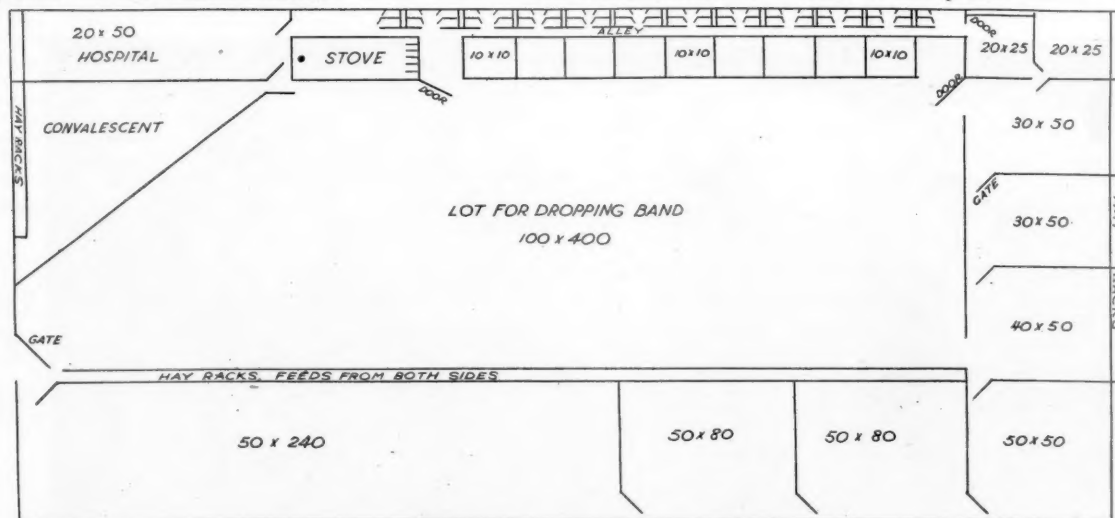 20 x 50
HOSPITAL
STOVE
DOOR
ALLEY
10 x 10
10 x 10
10 x 10
DOOR
DOOR
20 x 25
20 x 25
HAY RACKS
CONVALESCENT
LOT FOR DROPPING BAND
100 x 400
30 x 50
GATE
30 x 50
40 x 50
GATE
HAY RACKS, FEEDS FROM BOTH SIDES
50 x 240
50 x 80
50 x 80
50 x 50